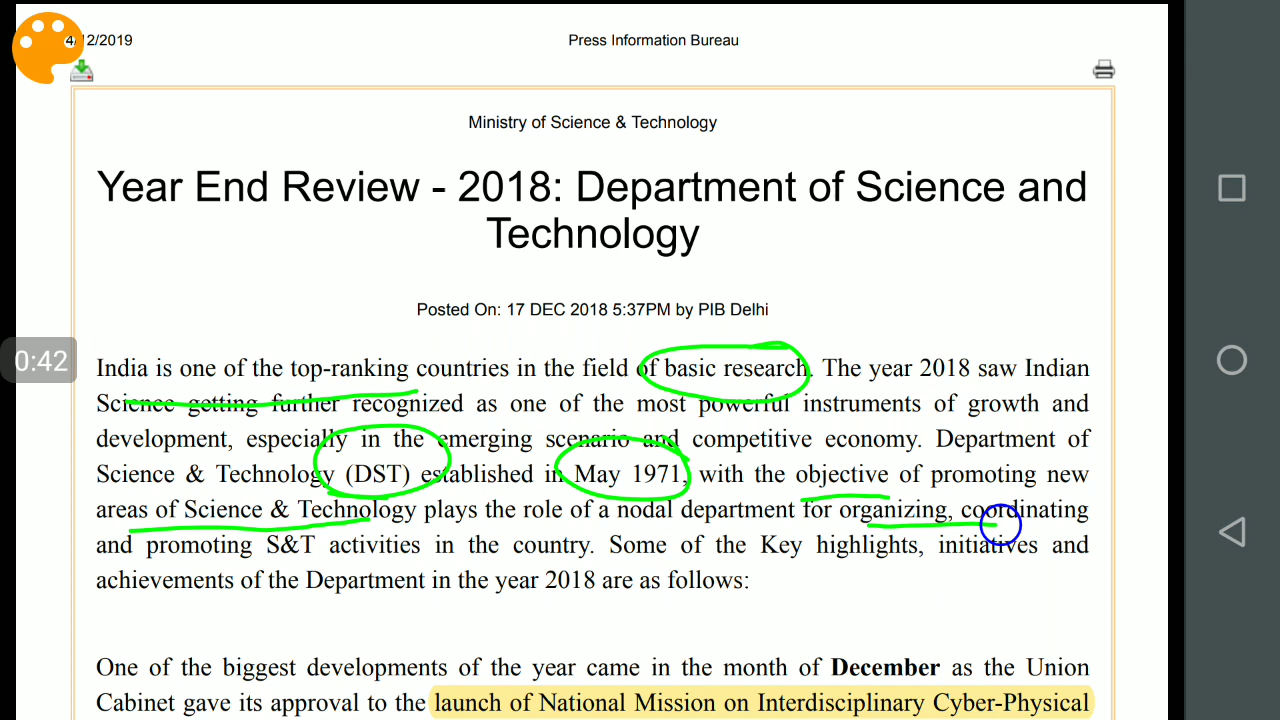 4/12/2019
Press Information Bureau
Ministry of Science & Technology
Year End Review - 2018: Department of Science and
Technology
Posted On: 17 DEC 2018 5:37PM by PIB Delhi
0:42
India is one of the top-ranking countries in the field of basic research. The year 2018 saw Indian
Science getting further recognized as one of the most powerful instruments of growth and
development, especially in the emerging scenario and competitive economy. Department of
Science & Technology (DST) established in May 1971, with the objective of promoting new
areas of Science & Technology plays the role of a nodal department for organizing, coordinating
and promoting S&T activities in the country. Some of the Key highlights, initiatives and
achievements of the Department in the year 2018 are as follows:
One of the biggest developments of the year came in the month of December as the Union
Cabinet gave its approval to the launch of National Mission on Interdisciplinary Cyber-Physical